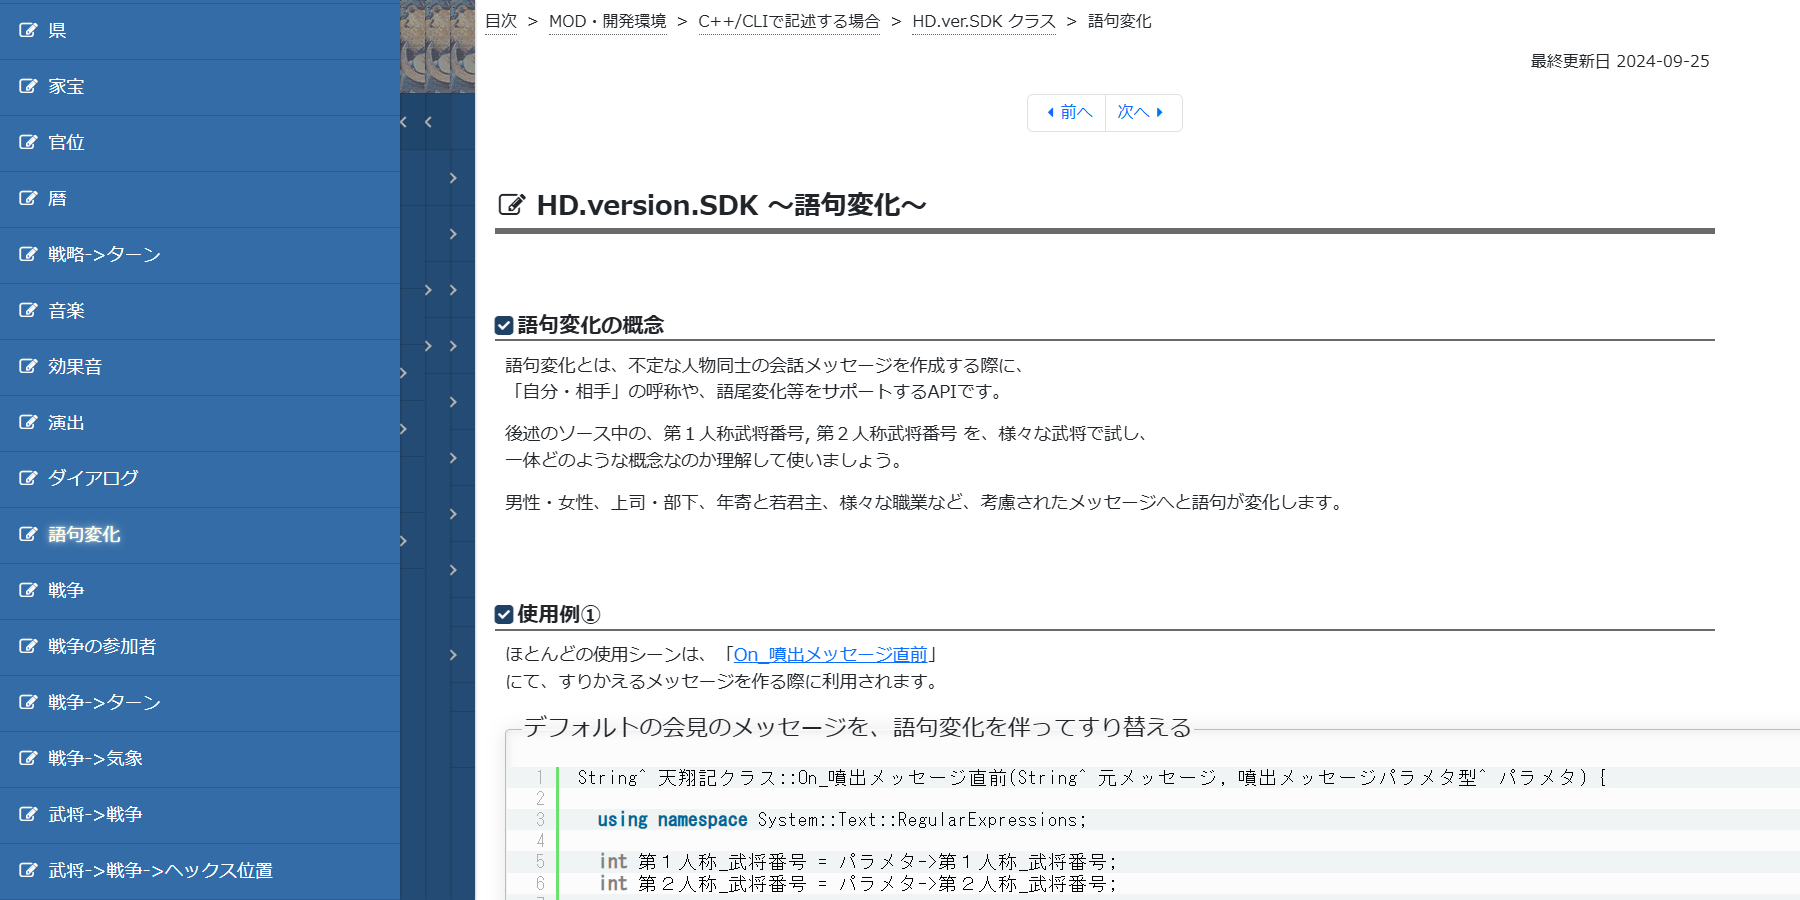 県
家宝
官位
暦
戦略->ターン
音楽
効果音
演出
ダイアログ
語句変化
戦争
戦争の参加者
戦争->ターン
戦争->気象
武将->戦争
武将->戦争->ヘックス位置
目次 > MOD・開発環境 > C++/CLIで記述する場合 > HD.ver.SDK クラス > 語句変化
最終更新日 2024-09-25
前へ 次へ
HD.version.SDK ～語句変化～
語句変化の概念
語句変化とは、不定な人物同士の会話メッセージを作成する際に、
「自分・相手」の呼称や、語尾変化等をサポートするAPIです。
後述のソース中の、第１人称武将番号, 第２人称武将番号 を、様々な武将で試し、
一体どのような概念なのか理解して使いましょう。
男性・女性、上司・部下、年寄と若君主、様々な職業など、考慮されたメッセージへと語句が変化します。
使用例①
ほとんどの使用シーンは、「On_噴出メッセージ直前」
にて、すりかえるメッセージを作る際に利用されます。
デフォルトの会見のメッセージを、語句変化を伴ってすり替える
1 String^ 天翔記クラス::On_噴出メッセージ直前(String^ 元メッセージ, 噴出メッセージパラメタ型^ パラメタ) {
2
3 using namespace System::Text::RegularExpressions;
4
5 int 第１人称_武将番号 = パラメタ->第１人称_武将番号;
6 int 第２人称_武将番号 = パラメタ->第２人称_武将番号;